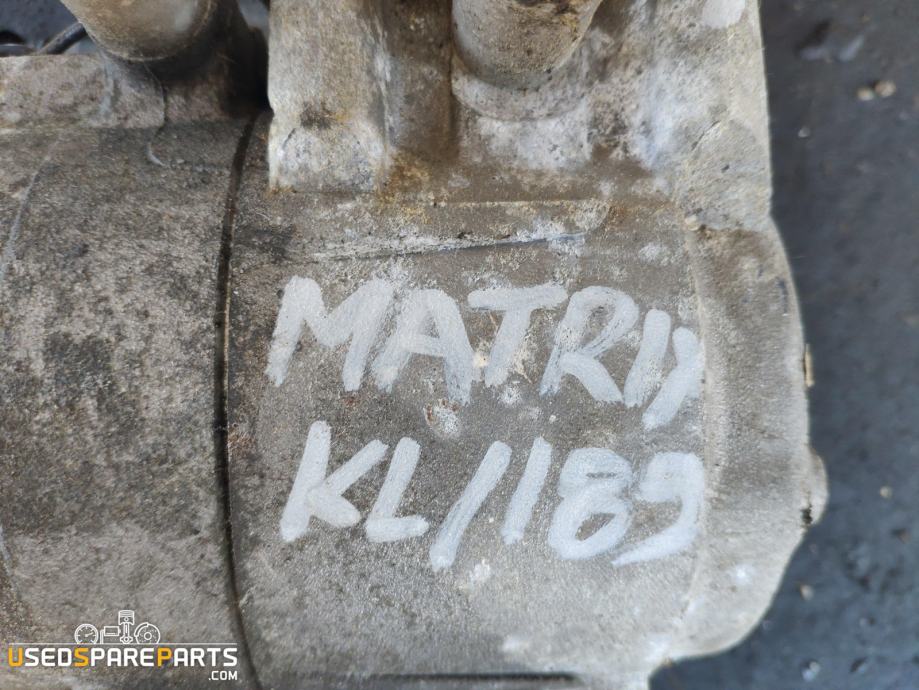 MATRIX
KL/189
USEDSPAREPARTS
.COM